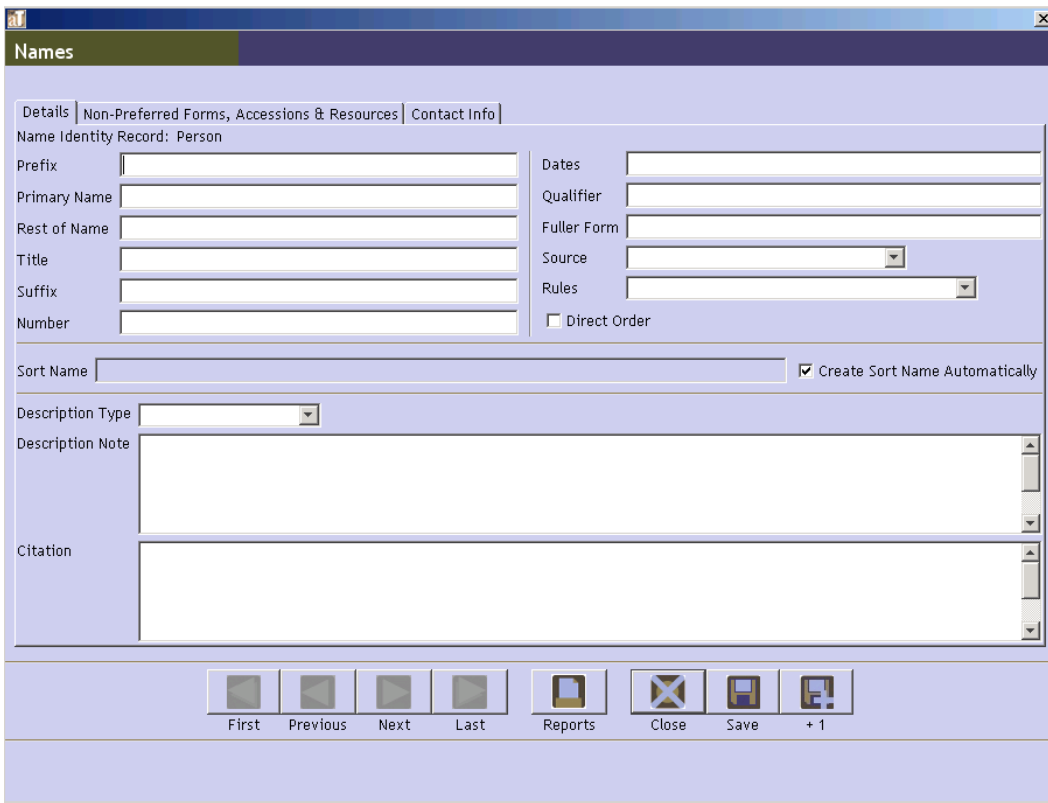 Names
Details Non-Preferred Forms, Accessions & Resources Contact Info
Name Identity Record: Person
Prefix
Primary Name
Rest of Name
Title
Suffix
Number
Dates
Qualifier
Fuller Form
Source
Rules
Direct Order
Sort Name Create Sort Name Automatically
Description Type
Description Note
Citation
First Previous Next Last Reports Close Save + 1